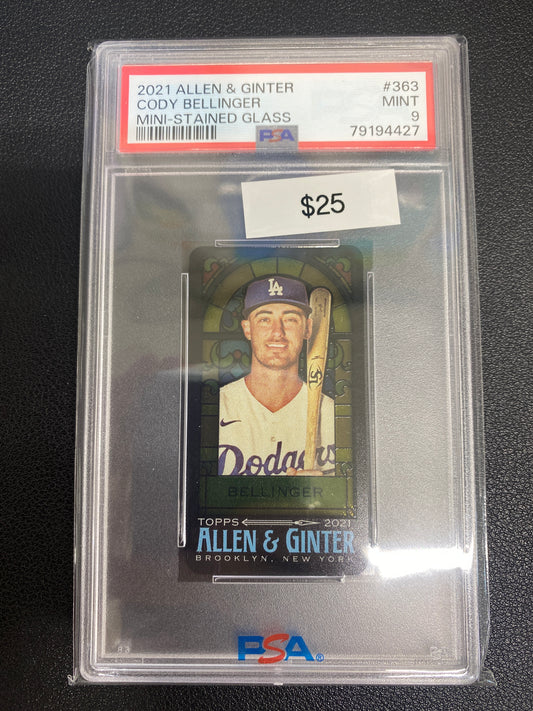 2021 ALLEN & GINTER #363
CODY BELLINGER MINT
MINI-STAINED GLASS 9
PSA 79194427
$25
LA
Dodgers
BELLINGER
TOPPS 2021
ALLEN & GINTER
BROOKLYN, NEW YORK
PSA